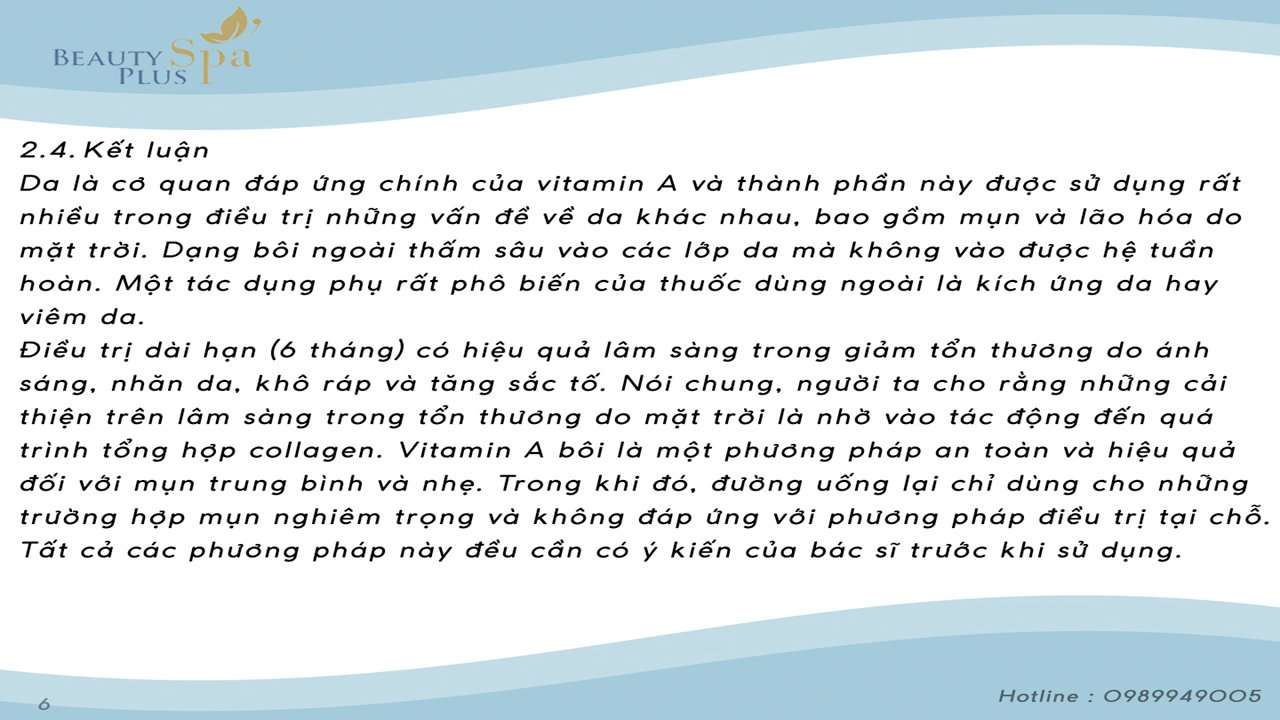 BEAUTY Spa
PLUS
2.4. Kết luận
Da là cơ quan đáp ứng chính của vitamin A và thành phần này được sử dụng rất
nhiều trong điều trị những vấn đề về da khác nhau, bao gồm mụn và lão hóa do
mặt trời. Dạng bôi ngoài thấm sâu vào các lớp da mà không vào được hệ tuần
hoàn. Một tác dụng phụ rất phô biến của thuốc dùng ngoài là kích ứng da hay
viêm da.
Điều trị dài hạn (6 tháng) có hiệu quả lâm sàng trong giảm tổn thương do ánh
sáng, nhăn da, khô ráp và tăng sắc tố. Nói chung, người ta cho rằng những cải
thiện trên lâm sàng trong tổn thương do mặt trời là nhờ vào tác động đến quá
trình tổng hợp collagen. Vitamin A bôi là một phương pháp an toàn và hiệu quả
đối với mụn trung bình và nhẹ. Trong khi đó, đường uống lại chỉ dùng cho những
trường hợp mụn nghiêm trọng và không đáp ứng với phương pháp điều trị tại chỗ.
Tất cả các phương pháp này đều cần có ý kiến của bác sĩ trước khi sử dụng.
6
Hotline : 0989949005